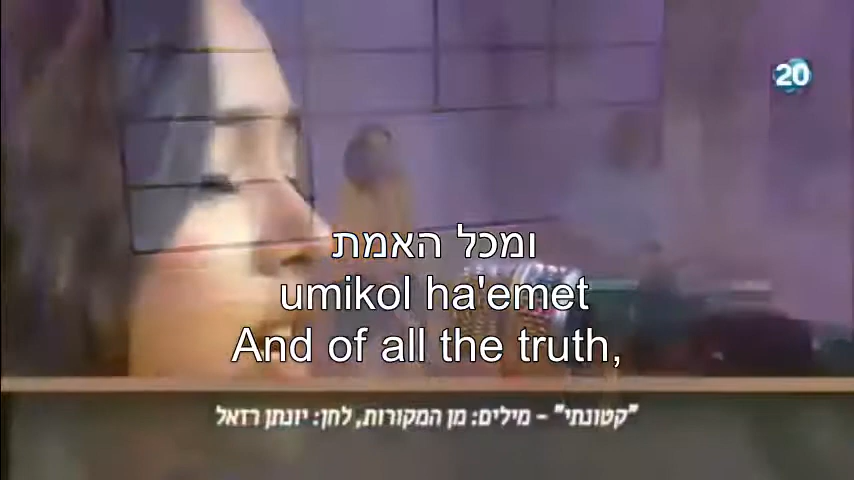 20
ומכל האמת
umikol ha'emet
And of all the truth,
"קטונתי" - מילים: מן המקורות, לחן: יונתן רזאל